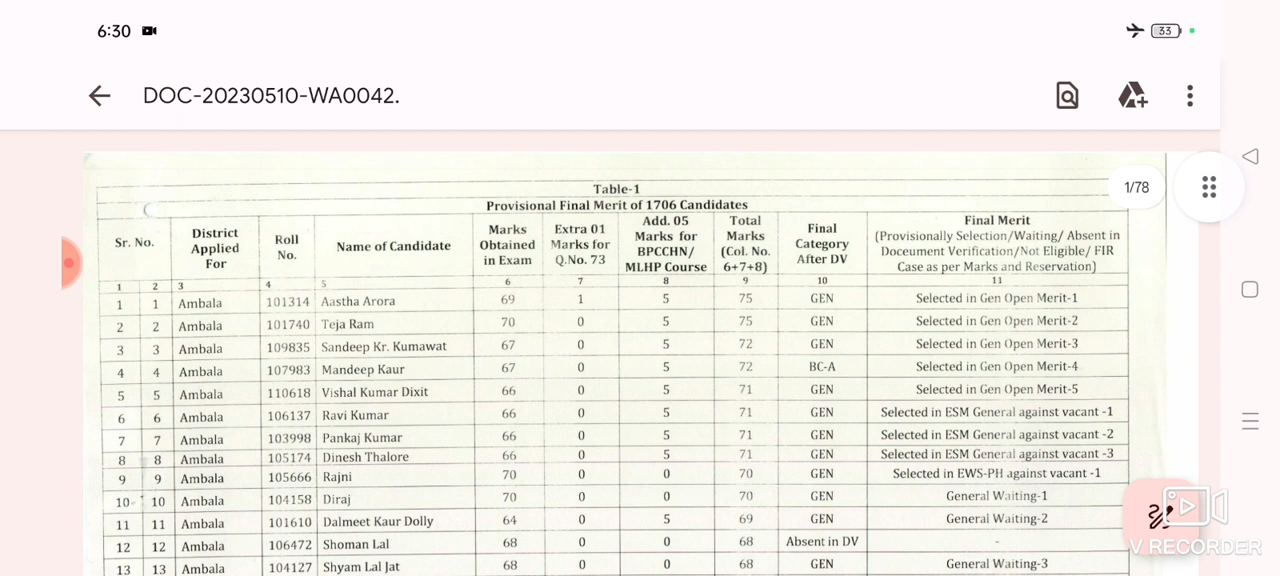 6:30
33
DOC-20230510-WA0042.
1/78
Table-1
Provisional Final Merit of 1706 Candidates
Sr. No. District Applied For Roll No. Name of Candidate Marks Obtained in Exam Extra 01 Marks for Q.No. 73 Add. 05 Marks for BPCCHN/ MLHP Course Total Marks (Col. No. 6+7+8) Final Category After DV Final Merit (Provisionally Selection/Waiting/ Absent in Document Verification/Not Eligible/ FIR Case as per Marks and Reservation)
1 2 3 4 5 6 7 8 9 10 11
1 1 Ambala 101314 Aastha Arora 69 1 5 75 GEN Selected in Gen Open Merit-1
2 2 Ambala 101740 Teja Ram 70 0 5 75 GEN Selected in Gen Open Merit-2
3 3 Ambala 109835 Sandeep Kr. Kumawat 67 0 5 72 GEN Selected in Gen Open Merit-3
4 4 Ambala 107983 Mandeep Kaur 67 0 5 72 BC-A Selected in Gen Open Merit-4
5 5 Ambala 110618 Vishal Kumar Dixit 66 0 5 71 GEN Selected in Gen Open Merit-5
6 6 Ambala 106137 Ravi Kumar 66 0 5 71 GEN Selected in ESM General against vacant -1
7 7 Ambala 103998 Pankaj Kumar 66 0 5 71 GEN Selected in ESM General against vacant -2
8 8 Ambala 105174 Dinesh Thalore 66 0 5 71 GEN Selected in ESM General against vacant -3
9 9 Ambala 105666 Rajni 70 0 0 70 GEN Selected in EWS-PH against vacant -1
10 10 Ambala 104158 Diraj 70 0 0 70 GEN General Waiting-1
11 11 Ambala 101610 Dalmeet Kaur Dolly 64 0 5 69 GEN General Waiting-2
12 12 Ambala 106472 Shoman Lal 68 0 0 68 Absent in DV -
13 13 Ambala 104127 Shyam Lal Jat 68 0 0 68 GEN General Waiting-3
V RECORDER